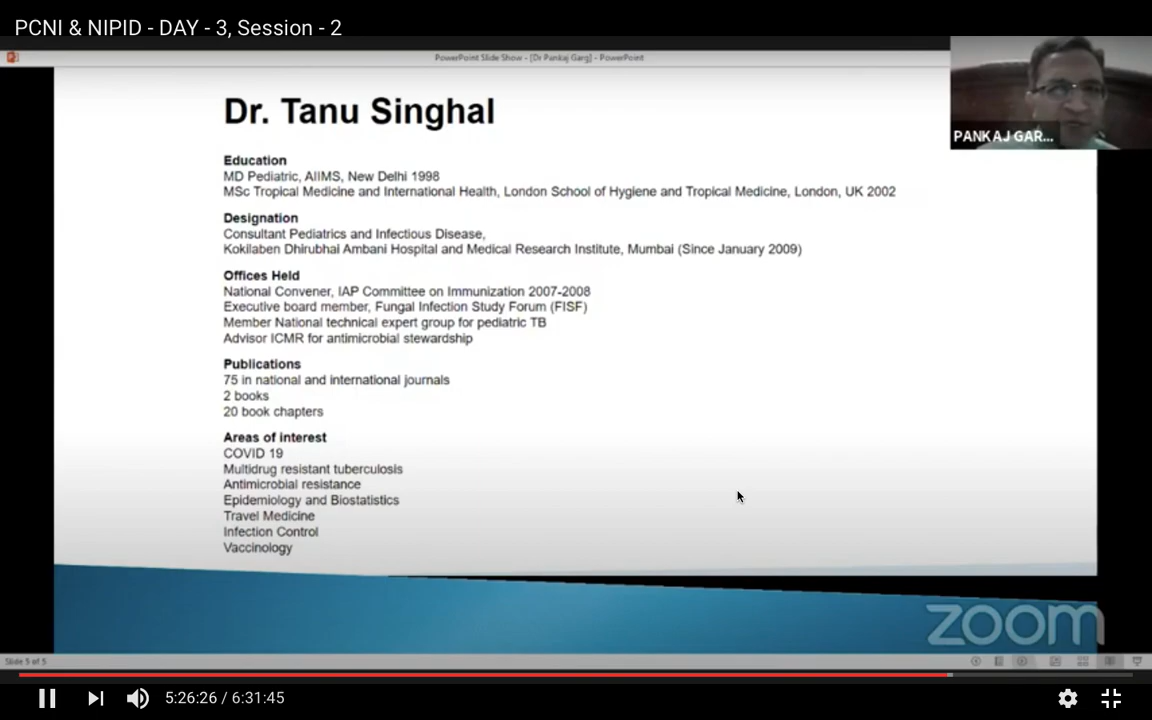 PCNI & NIPID - DAY - 3, Session - 2
PowerPoint Slide Show - [Dr Pankaj Garg] - PowerPoint
PANKAJ GAR...
Dr. Tanu Singhal
Education
MD Pediatric, AIIMS, New Delhi 1998
MSc Tropical Medicine and International Health, London School of Hygiene and Tropical Medicine, London, UK 2002
Designation
Consultant Pediatrics and Infectious Disease,
Kokilaben Dhirubhai Ambani Hospital and Medical Research Institute, Mumbai (Since January 2009)
Offices Held
National Convener, IAP Committee on Immunization 2007-2008
Executive board member, Fungal Infection Study Forum (FISF)
Member National technical expert group for pediatric TB
Advisor ICMR for antimicrobial stewardship
Publications
75 in national and international journals
2 books
20 book chapters
Areas of interest
COVID 19
Multidrug resistant tuberculosis
Antimicrobial resistance
Epidemiology and Biostatistics
Travel Medicine
Infection Control
Vaccinology
zoom
Slide 5 of 5
5:26:26 / 6:31:45